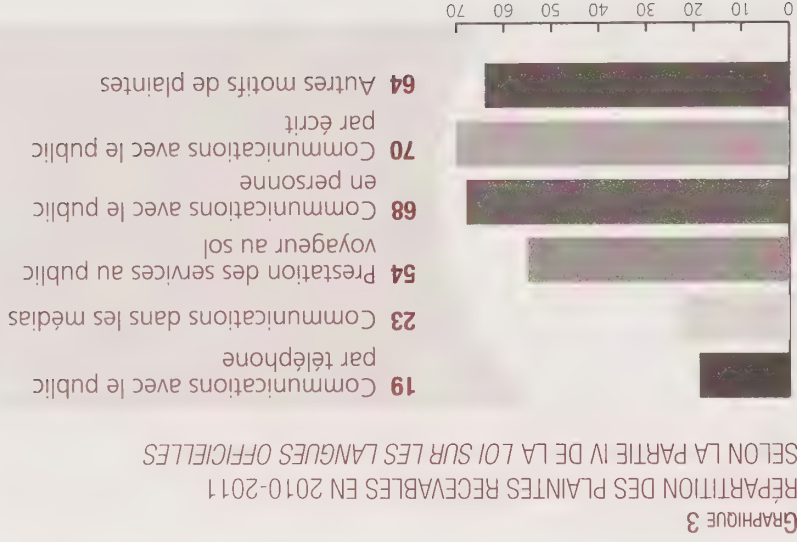 GRAPHIQUE 3
RÉPARTITION DES PLAINTES RECEVABLES EN 2010-2011
SELON LA PARTIE IV DE LA LOI SUR LES LANGUES OFFICIELLES
19 Communications avec le public
par téléphone
23 Communications dans les médias
54 Prestation des services au public
voyageur au sol
68 Communications avec le public
en personne
70 Communications avec le public
par écrit
64 Autres motifs de plaintes
0 10 20 30 40 50 60 70